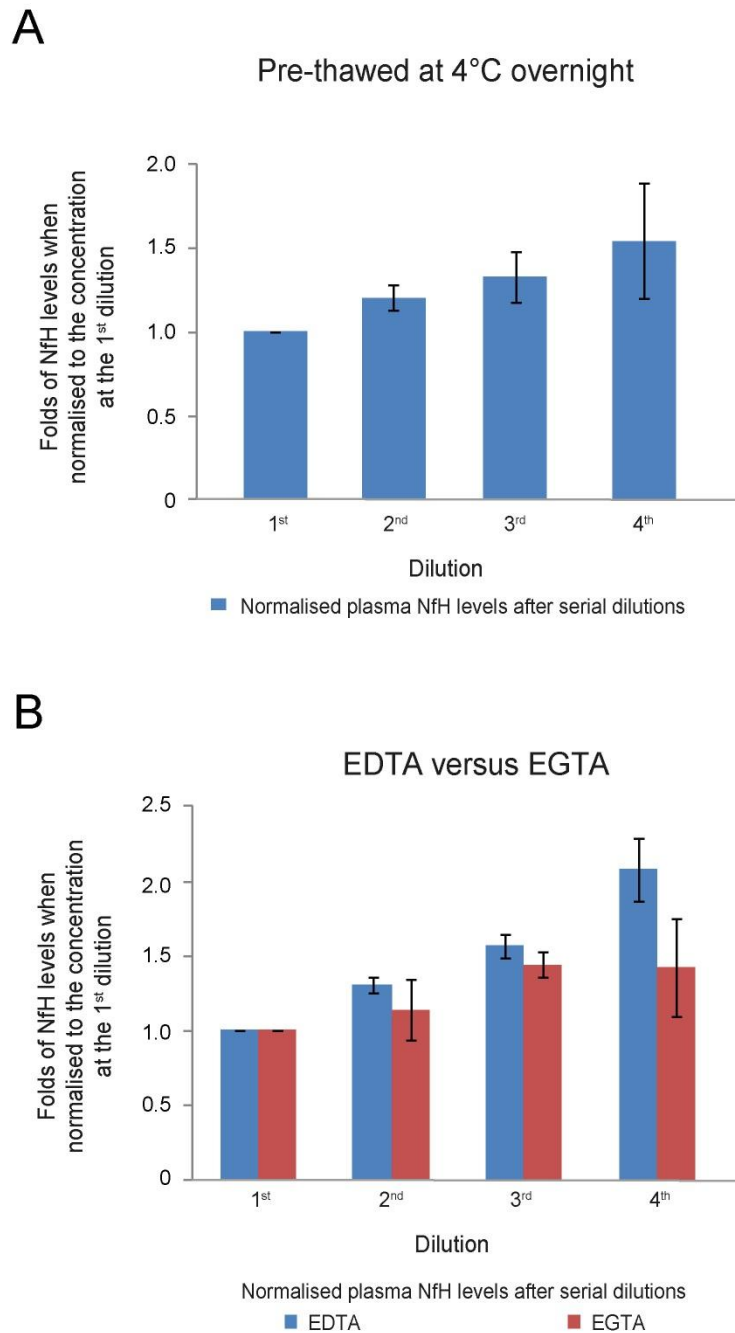 A
Pre-thawed at 4°C overnight
Folds of NfH levels when
normalised to the concentration
at the 1st dilution
2.0
1.5
1.0
0.5
0
1st 2nd 3rd 4th
Dilution
Normalised plasma NfH levels after serial dilutions
B
EDTA versus EGTA
Folds of NfH levels when
normalised to the concentration
at the 1st dilution
2.5
2.0
1.5
1.0
0.5
0
1st 2nd 3rd 4th
Dilution
Normalised plasma NfH levels after serial dilutions
EDTA EGTA